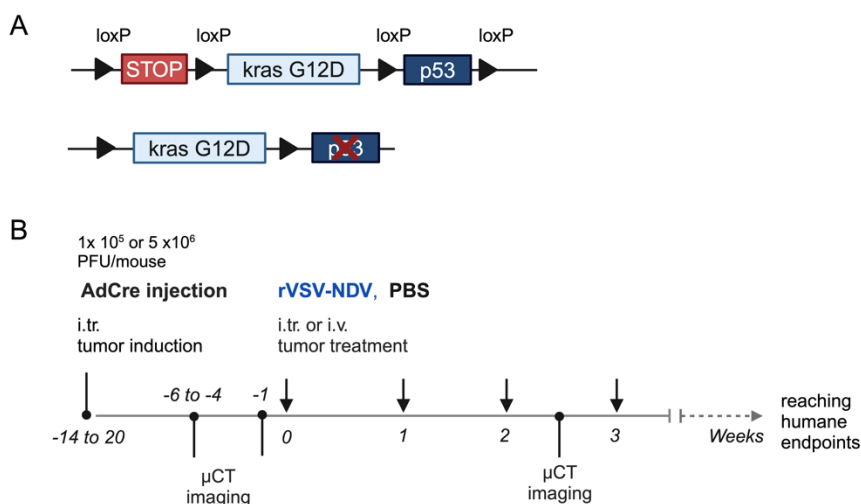 A
loxP loxP loxP loxP
STOP kras G12D p53
kras G12D p53
B
1x 10⁵ or 5 x10⁶
PFU/mouse
AdCre injection rVSV-NDV, PBS
i.tr. i.tr. or i.v.
tumor induction tumor treatment
-6 to -4 -1
-14 to 20 0 1 2 3 Weeks
reaching
humane
endpoints
µCT
imaging
µCT
imaging